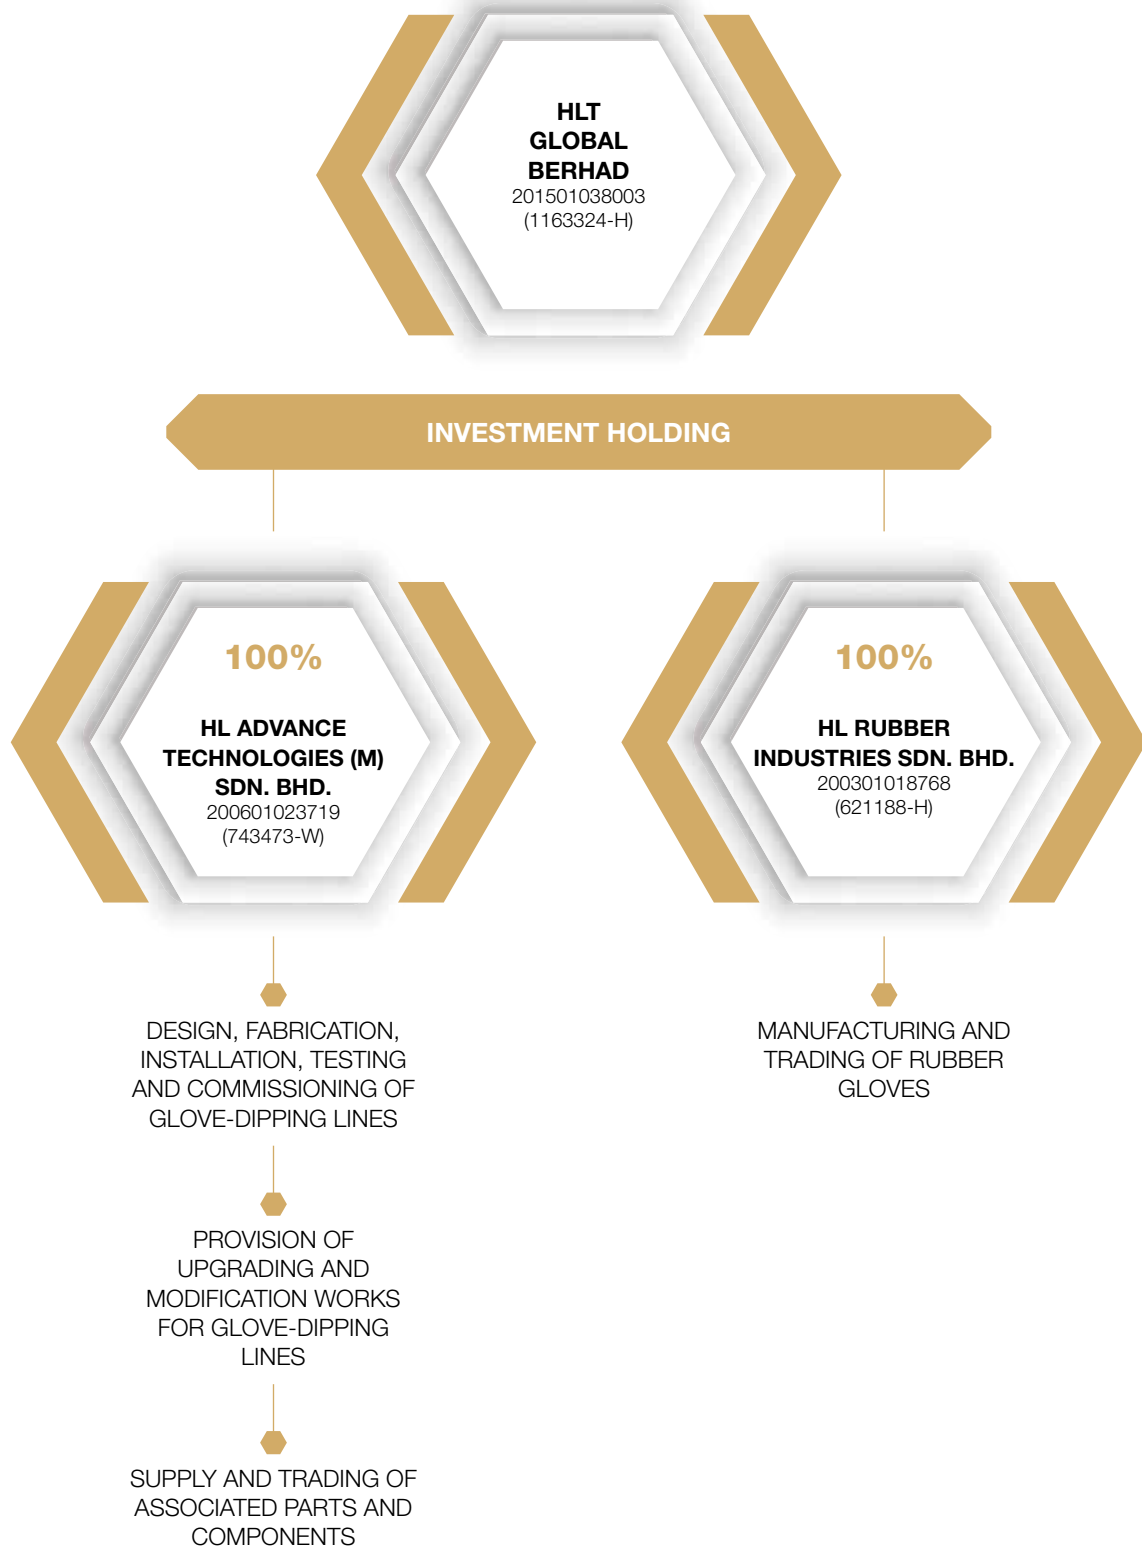 HLT
GLOBAL
BERHAD
201501038003
(1163324-H)
INVESTMENT HOLDING
100%
HL ADVANCE
TECHNOLOGIES (M)
SDN. BHD.
200601023719
(743473-W)
100%
HL RUBBER
INDUSTRIES SDN. BHD.
200301018768
(621188-H)
DESIGN, FABRICATION,
INSTALLATION, TESTING
AND COMMISSIONING OF
GLOVE-DIPPING LINES
PROVISION OF
UPGRADING AND
MODIFICATION WORKS
FOR GLOVE-DIPPING
LINES
SUPPLY AND TRADING OF
ASSOCIATED PARTS AND
COMPONENTS
MANUFACTURING AND
TRADING OF RUBBER
GLOVES